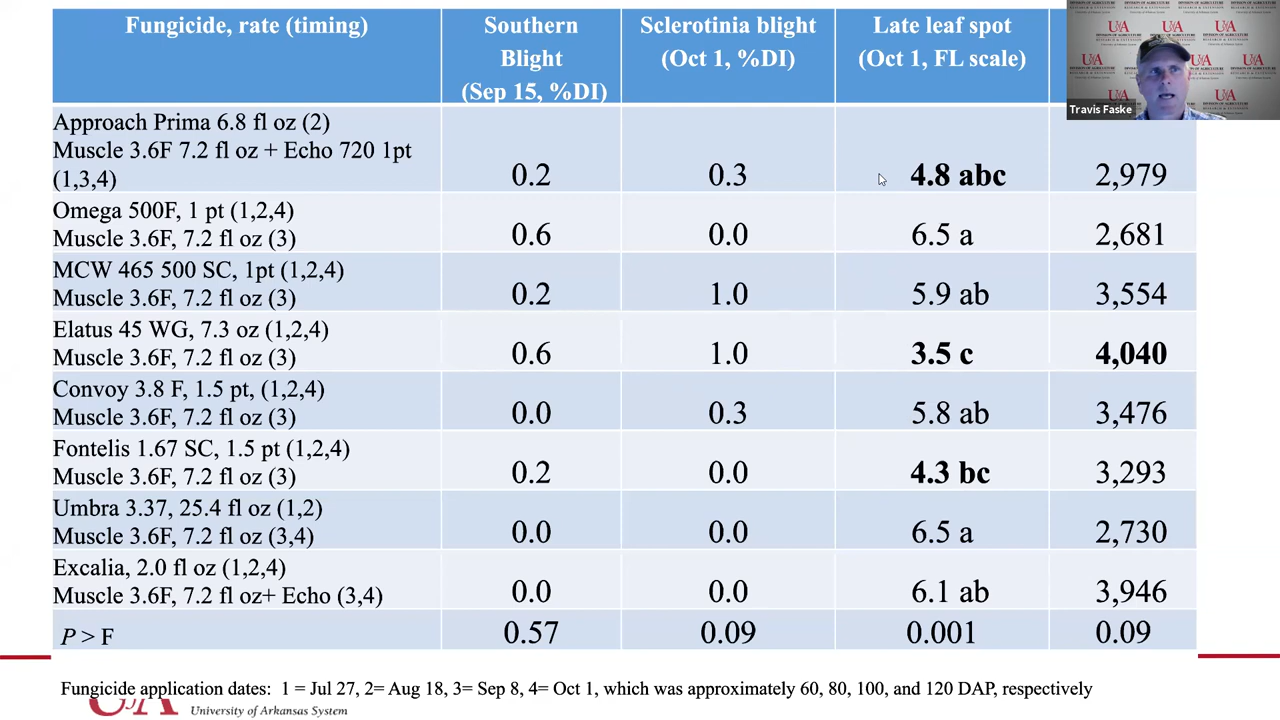 Fungicide, rate (timing)
Southern
Blight
(Sep 15, %DI)
Sclerotinia blight
(Oct 1, %DI)
Late leaf spot
(Oct 1, FL scale)
Travis Faske
Approach Prima 6.8 fl oz (2)
Muscle 3.6F 7.2 fl oz + Echo 720 1pt
(1,3,4)
0.2
0.3
4.8 abc
2,979
Omega 500F, 1 pt (1,2,4)
Muscle 3.6F, 7.2 fl oz (3)
0.6
0.0
6.5 a
2,681
MCW 465 500 SC, 1pt (1,2,4)
Muscle 3.6F, 7.2 fl oz (3)
0.2
1.0
5.9 ab
3,554
Elatus 45 WG, 7.3 oz (1,2,4)
Muscle 3.6F, 7.2 fl oz (3)
0.6
1.0
3.5 c
4,040
Convoy 3.8 F, 1.5 pt, (1,2,4)
Muscle 3.6F, 7.2 fl oz (3)
0.0
0.3
5.8 ab
3,476
Fontelis 1.67 SC, 1.5 pt (1,2,4)
Muscle 3.6F, 7.2 fl oz (3)
0.2
0.0
4.3 bc
3,293
Umbra 3.37, 25.4 fl oz (1,2)
Muscle 3.6F, 7.2 fl oz (3,4)
0.0
0.0
6.5 a
2,730
Excalia, 2.0 fl oz (1,2,4)
Muscle 3.6F, 7.2 fl oz+ Echo (3,4)
0.0
0.0
6.1 ab
3,946
P > F
0.57
0.09
0.001
0.09
Fungicide application dates: 1 = Jul 27, 2= Aug 18, 3= Sep 8, 4= Oct 1, which was approximately 60, 80, 100, and 120 DAP, respectively
University of Arkansas System